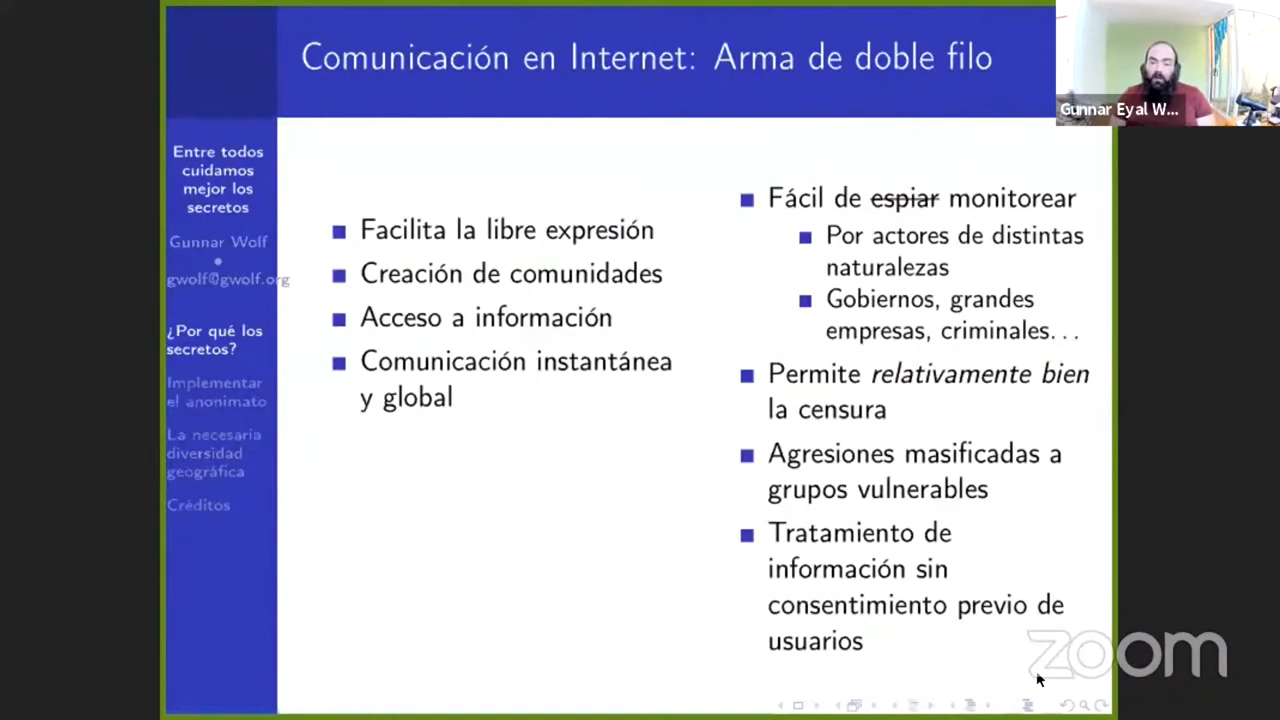 Comunicación en Internet: Arma de doble filo
Gunnar Eyal W...
Entre todos
cuidamos
mejor los
secretos
Gunnar Wolf
•
gwolf@gwolf.org
¿Por qué los
secretos?
Implementar
el anonimato
La necesaria
diversidad
geográfica
Créditos
Facilita la libre expresión
Creación de comunidades
Acceso a información
Comunicación instantánea
y global
Fácil de espiar monitorear
Por actores de distintas
naturalezas
Gobiernos, grandes
empresas, criminales...
Permite relativamente bien
la censura
Agresiones masificadas a
grupos vulnerables
Tratamiento de
información sin
consentimiento previo de
usuarios
zoom